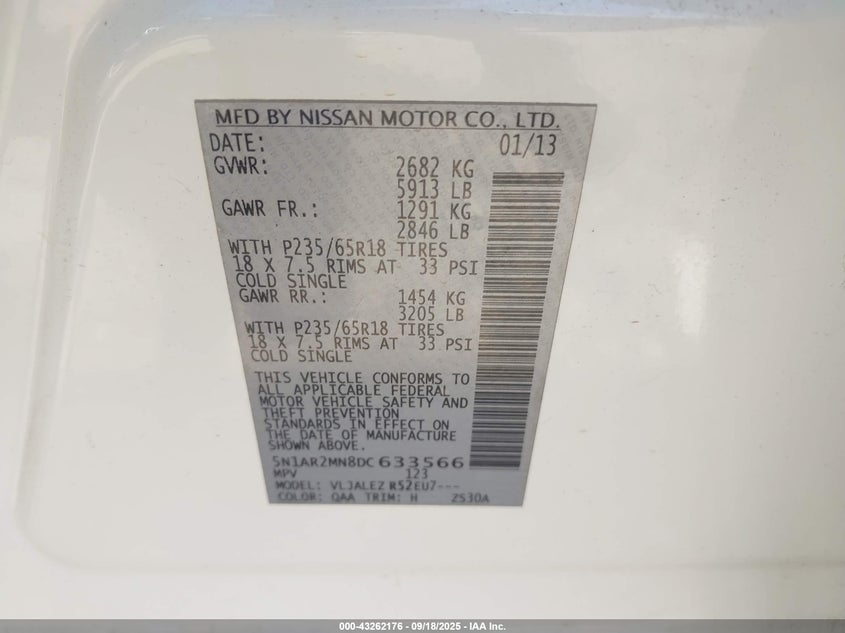 MFD BY NISSAN MOTOR CO., LTD.
DATE: 01/13
GVWR: 2682 KG
5913 LB
GAWR FR.: 1291 KG
2846 LB
WITH P235/65R18 TIRES
18 X 7.5 RIMS AT 33 PSI
COLD SINGLE
GAWR RR.: 1454 KG
3205 LB
WITH P235/65R18 TIRES
18 X 7.5 RIMS AT 33 PSI
COLD SINGLE
THIS VEHICLE CONFORMS TO
ALL APPLICABLE FEDERAL
MOTOR VEHICLE SAFETY AND
THEFT PREVENTION
STANDARDS IN EFFECT ON
THE DATE OF MANUFACTURE
SHOWN ABOVE.
5N1AR2MN8DC 633566
MPV 123
MODEL: VLJALEZ R52EU7---
COLOR: QAA TRIM: H ZS30A
000-43262176 - 09/18/2025 - IAA Inc.